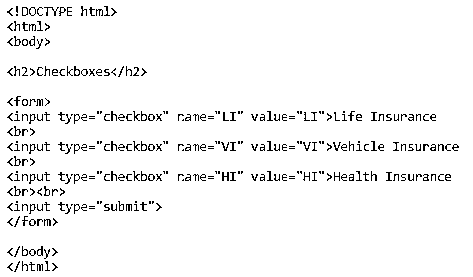 <!DOCTYPE html>
<html>
<body>
<h2>Checkboxes</h2>
<form>
<input type="checkbox" name="LI" value="LI">Life Insurance
<br>
<input type="checkbox" name="VI" value="VI">Vehicle Insurance
<br>
<input type="checkbox" name="HI" value="HI">Health Insurance
<br><br>
<input type="submit">
</form>
</body>
</html>